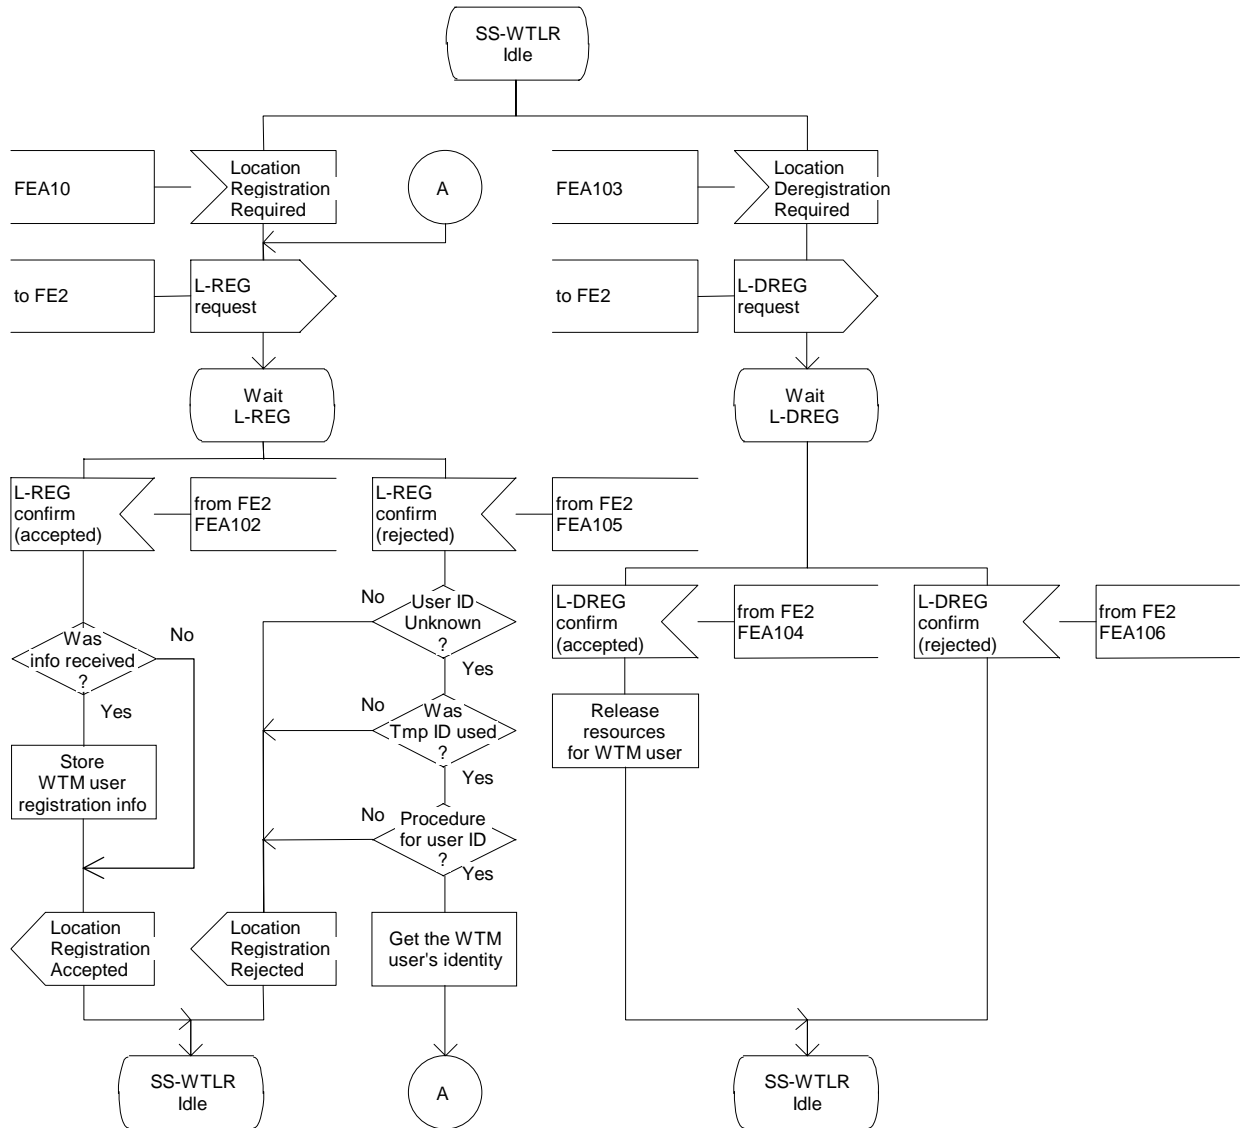 SS-WTLR
Idle
FEA10
Location
Registration
Required
A
FEA103
Location
Deregistration
Required
to FE2
L-REG
request
to FE2
L-DREG
request
Wait
L-REG
Wait
L-DREG
L-REG
confirm
(accepted)
from FE2
FEA102
L-REG
confirm
(rejected)
from FE2
FEA105
No
User ID
Unknown
?
Yes
L-DREG
confirm
(accepted)
from FE2
FEA104
L-DREG
confirm
(rejected)
from FE2
FEA106
Was
info received
?
No
Yes
No
Was
Tmp ID used
?
Yes
Release
resources
for WTM user
Store
WTM user
registration info
No
Procedure
for user ID
?
Yes
Location
Registration
Accepted
Location
Registration
Rejected
Get the WTM
user's identity
SS-WTLR
Idle
A
SS-WTLR
Idle